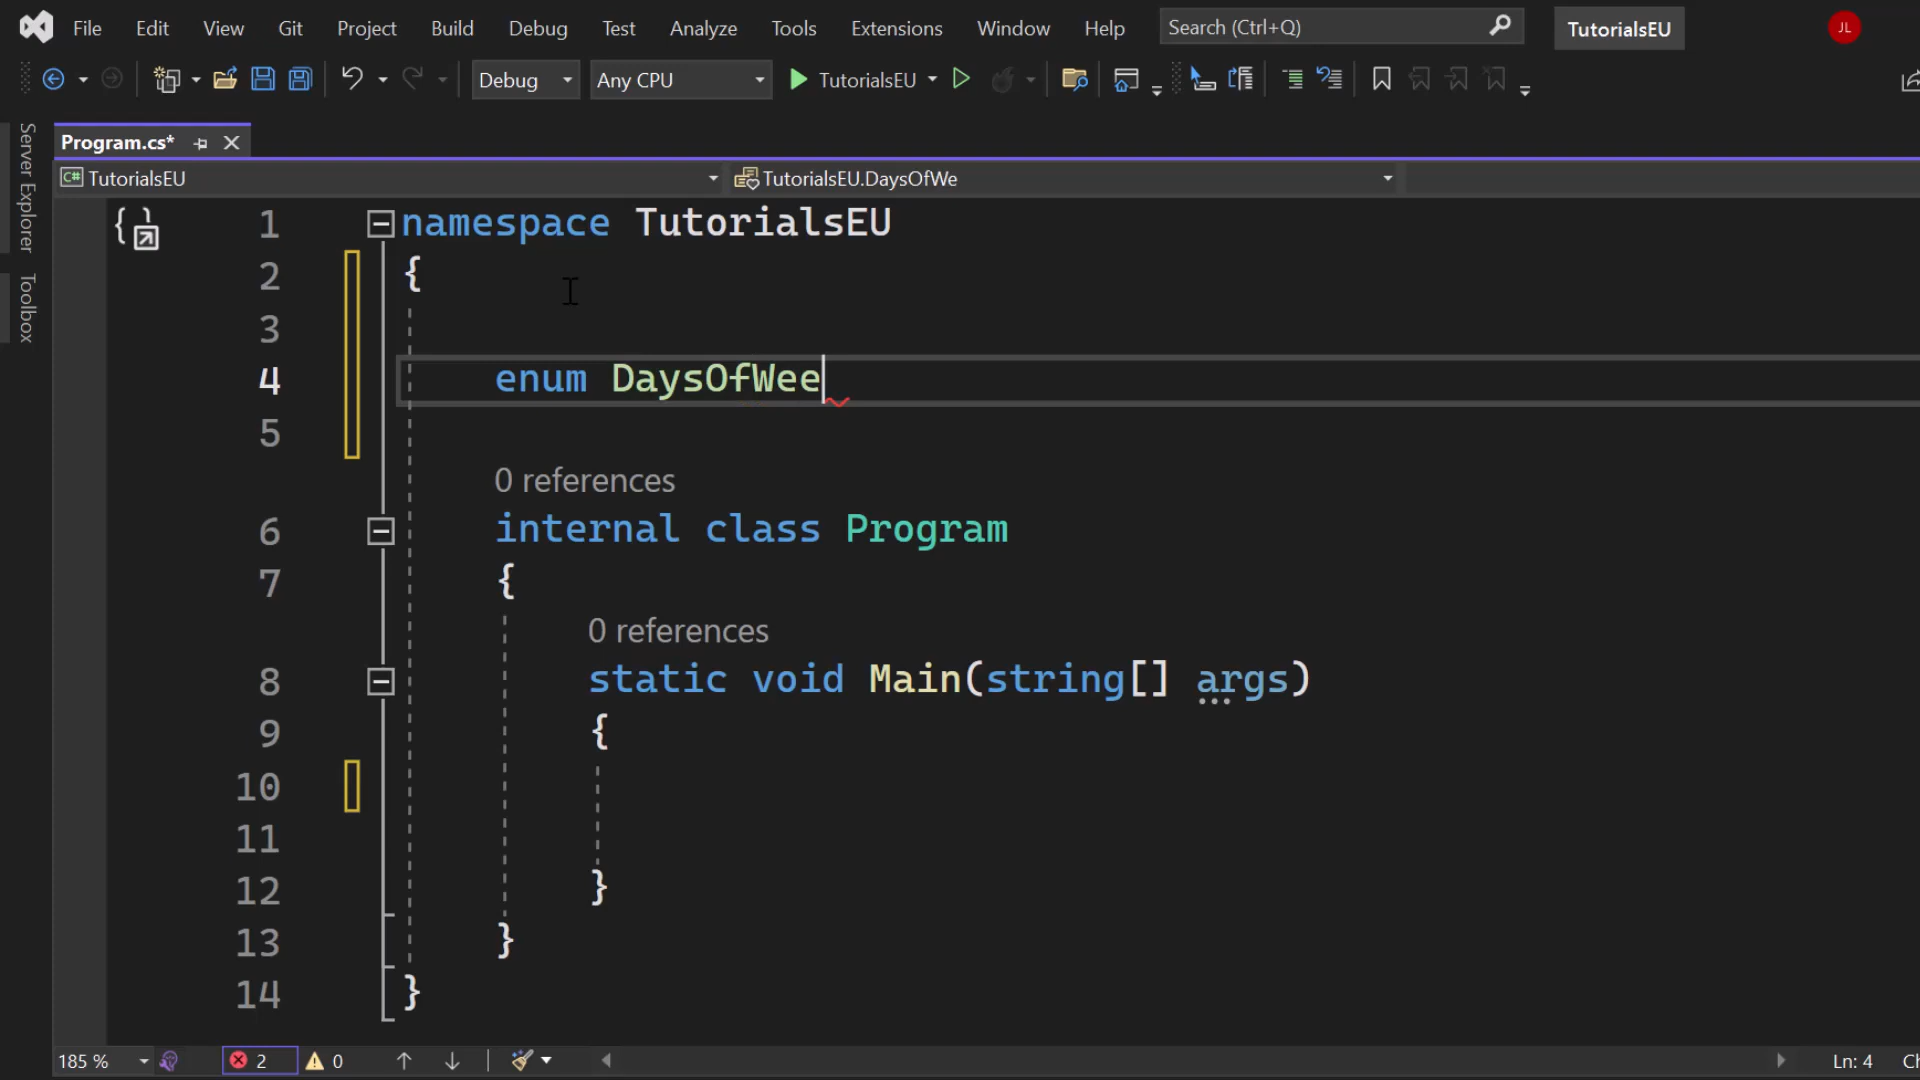 File Edit View Git Project Build Debug Test Analyze Tools Extensions Window Help Search (Ctrl+Q) TutorialsEU JL
Debug Any CPU TutorialsEU
Server Explorer
Toolbox
Program.cs*
C# TutorialsEU TutorialsEU.DaysOfWe
1 namespace TutorialsEU
2 {
3
4 enum DaysOfWee
5
0 references
6 internal class Program
7 {
0 references
8 static void Main(string[] args)
9 {
10
11
12 }
13 }
14 }
185 % 2 0 Ln: 4